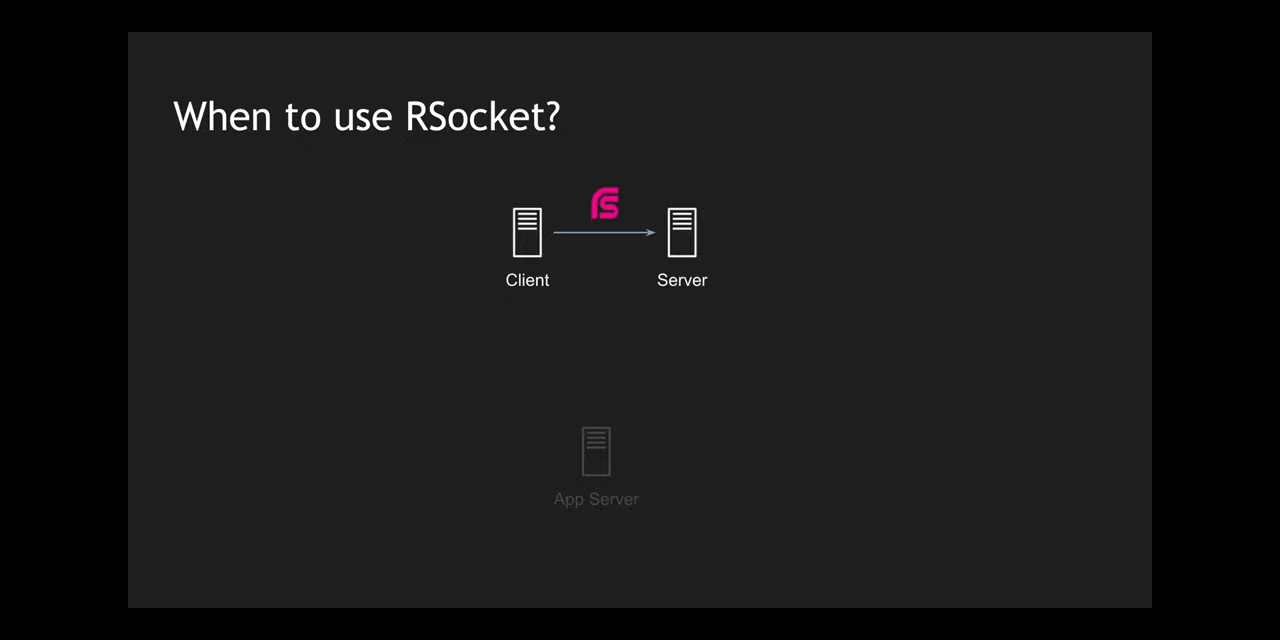 When to use RSocket?
Client
Server
App Server